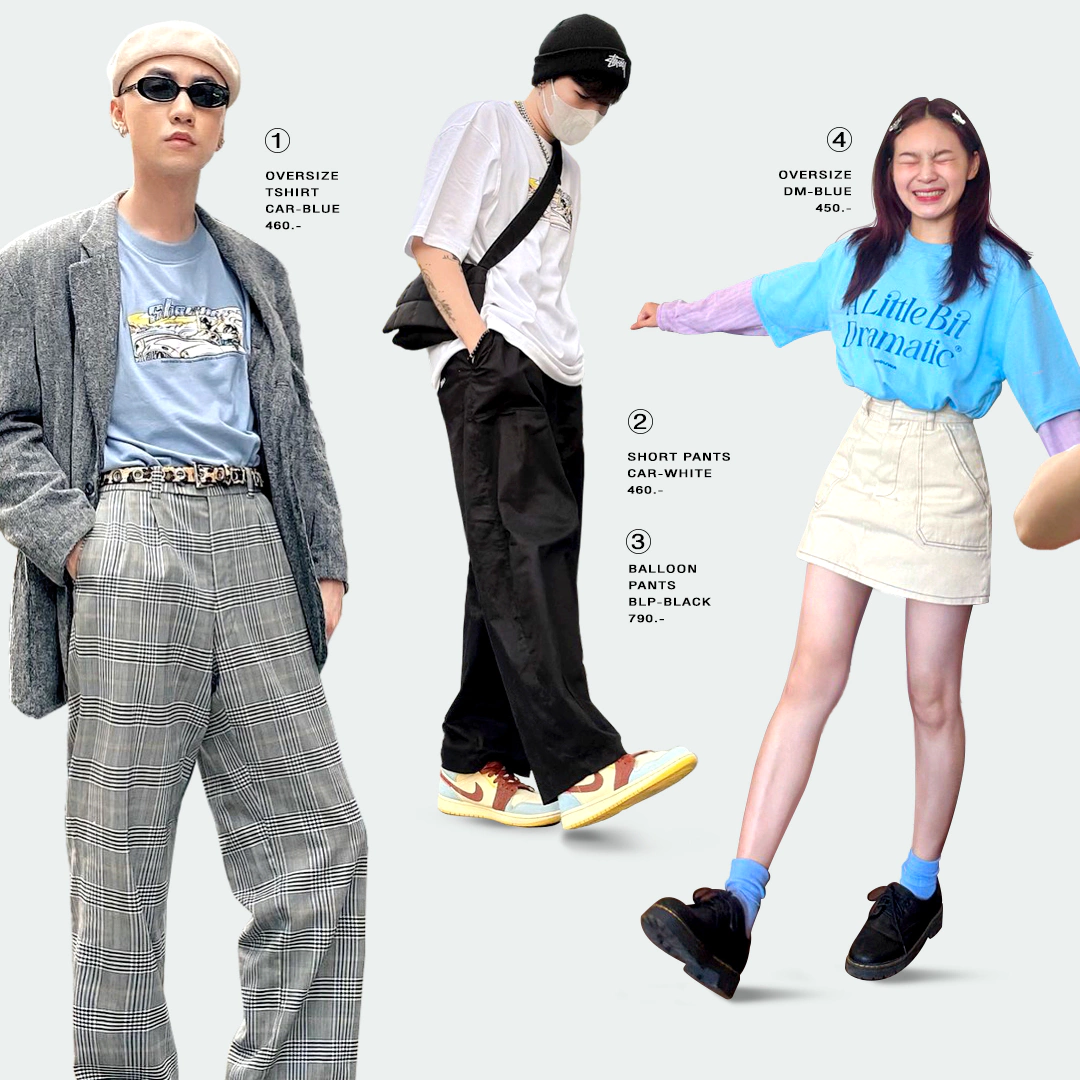 ①
OVERSIZE
TSHIRT
CAR-BLUE
460.-
②
SHORT PANTS
CAR-WHITE
460.-
③
BALLOON
PANTS
BLP-BLACK
790.-
④
OVERSIZE
DM-BLUE
450.-
A Little Bit
Dramatic®